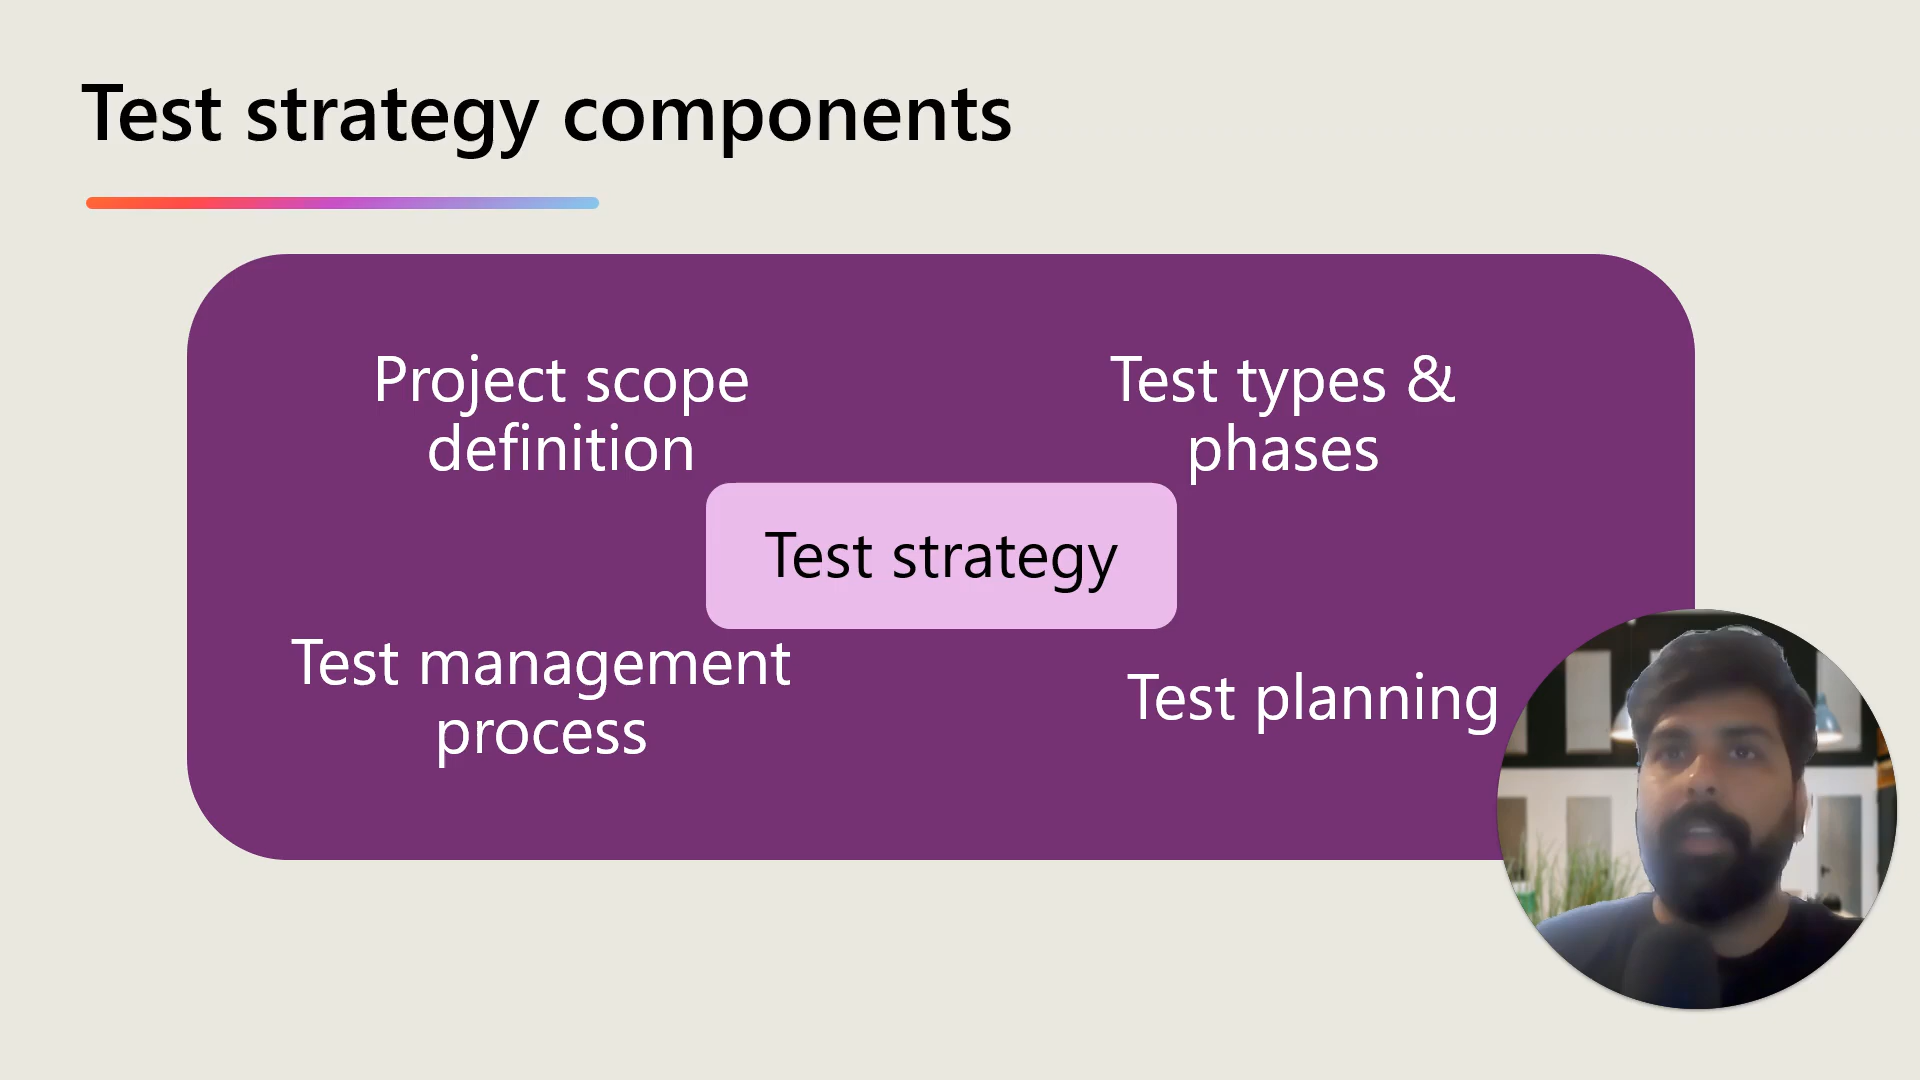 Test strategy components
Project scope
definition
Test types &
phases
Test strategy
Test management
process
Test planning